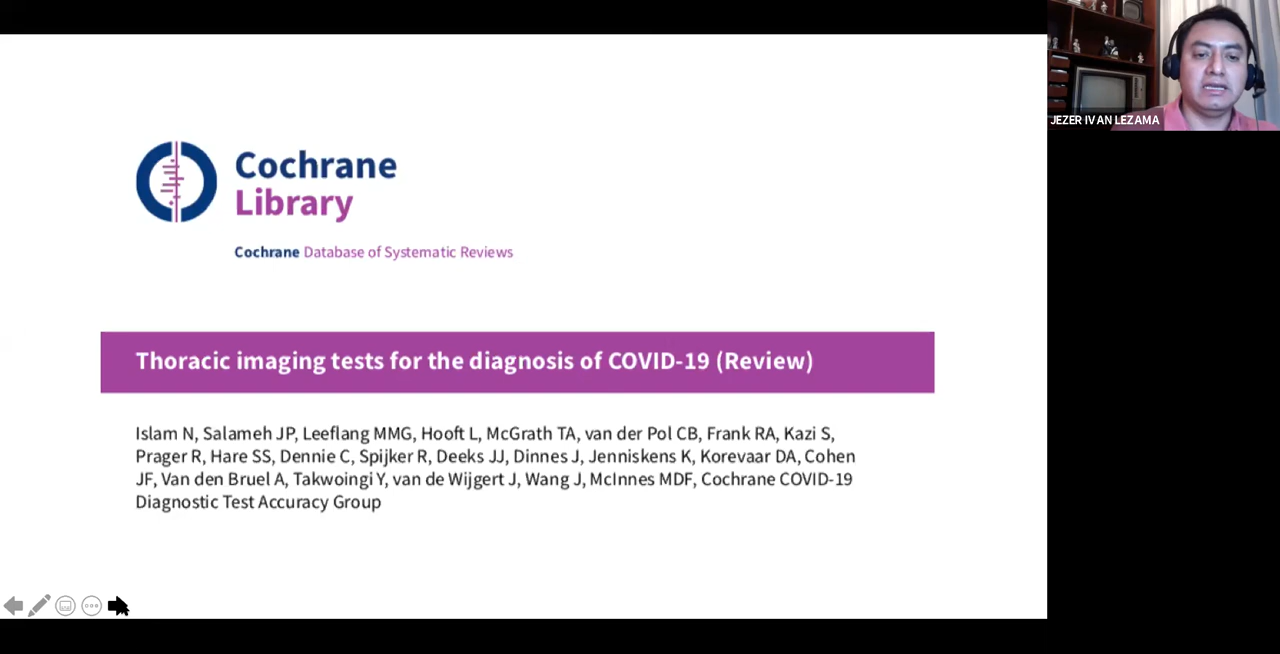 Cochrane
Library
Cochrane Database of Systematic Reviews
Thoracic imaging tests for the diagnosis of COVID-19 (Review)
Islam N, Salameh JP, Leeflang MMG, Hooft L, McGrath TA, van der Pol CB, Frank RA, Kazi S,
Prager R, Hare SS, Dennie C, Spijker R, Deeks JJ, Dinnes J, Jenniskens K, Korevaar DA, Cohen
JF, Van den Bruel A, Takwoingi Y, van de Wijgert J, Wang J, McInnes MDF, Cochrane COVID-19
Diagnostic Test Accuracy Group
JEZER IVAN LEZAMA